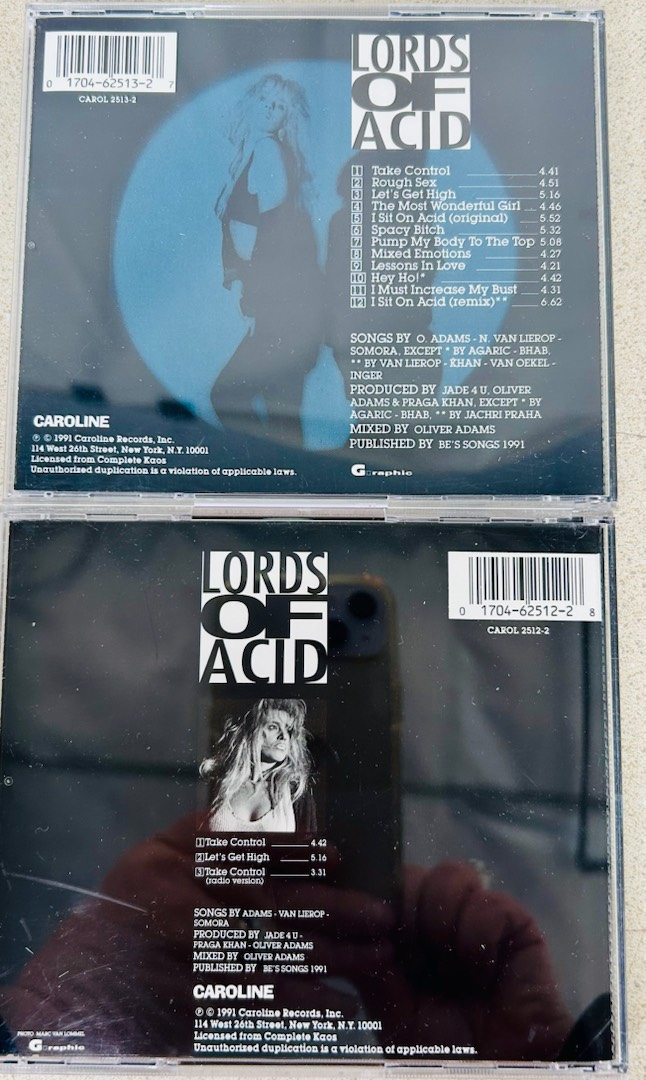 0 1704-62513-2 7
CAROL 2513-2
LORDS
OF
ACID
1 Take Control 4.41
2 Rough Sex 4.51
3 Let's Get High 5.16
4 The Most Wonderful Girl 4.46
5 I Sit On Acid (original) 5.52
6 Spacy Bitch 5.32
7 Pump My Body To The Top 5.08
8 Mixed Emotions 4.27
9 Lessons In Love 4.21
10 Hey Ho!* 4.42
11 I Must Increase My Bust 4.31
12 I Sit On Acid (remix)** 6.62
SONGS BY O. ADAMS - N. VAN LIEROP -
SOMORA, EXCEPT * BY AGARIC - BHAB,
** BY VAN LIEROP - KHAN - VAN OEKEL -
INGER
PRODUCED BY JADE 4 U, OLIVER
ADAMS & PRAGA KHAN, EXCEPT * BY
AGARIC - BHAB, ** BY JACHRI PRAHA
MIXED BY OLIVER ADAMS
PUBLISHED BY BE'S SONGS 1991
CAROLINE
℗ © 1991 Caroline Records, Inc.
114 West 26th Street, New York, N.Y. 10001
Licensed from Complete Kaos
Unauthorized duplication is a violation of applicable laws.
Graphic
LORDS
OF
ACID
0 1704-62512-2 8
CAROL 2512-2
1 Take Control 4.42
2 Let's Get High 5.16
3 Take Control 3.31
(radio version)
SONGS BY ADAMS - VAN LIEROP -
SOMORA
PRODUCED BY JADE 4 U -
PRAGA KHAN - OLIVER ADAMS
MIXED BY OLIVER ADAMS
PUBLISHED BY BE'S SONGS 1991
CAROLINE
℗ © 1991 Caroline Records, Inc.
114 West 26th Street, New York, N.Y. 10001
Licensed from Complete Kaos
Unauthorized duplication is a violation of applicable laws.
PHOTO MARC VAN LOMMEL
Graphic